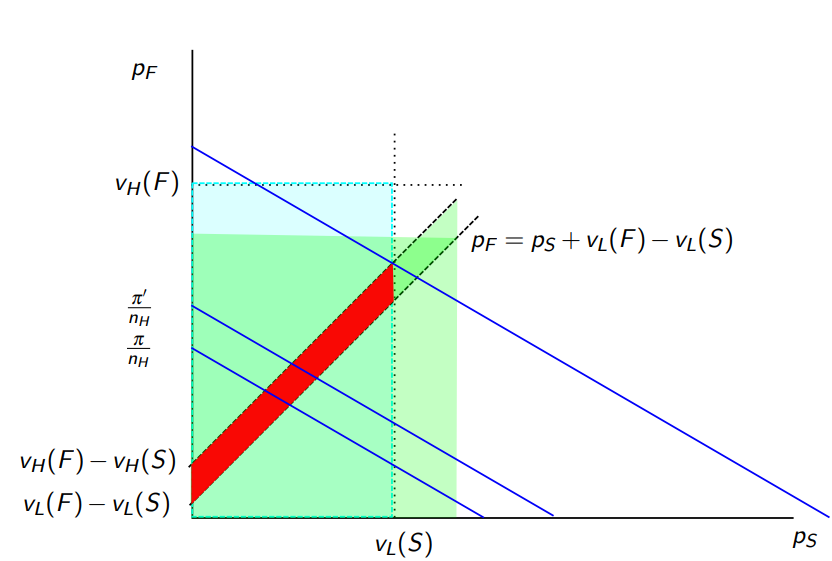 p_F
v_H(F)
p_F = p_S + v_L(F) − v_L(S)
π′/n_H
π/n_H
v_H(F) − v_H(S)
v_L(F) − v_L(S)
v_L(S)
p_S